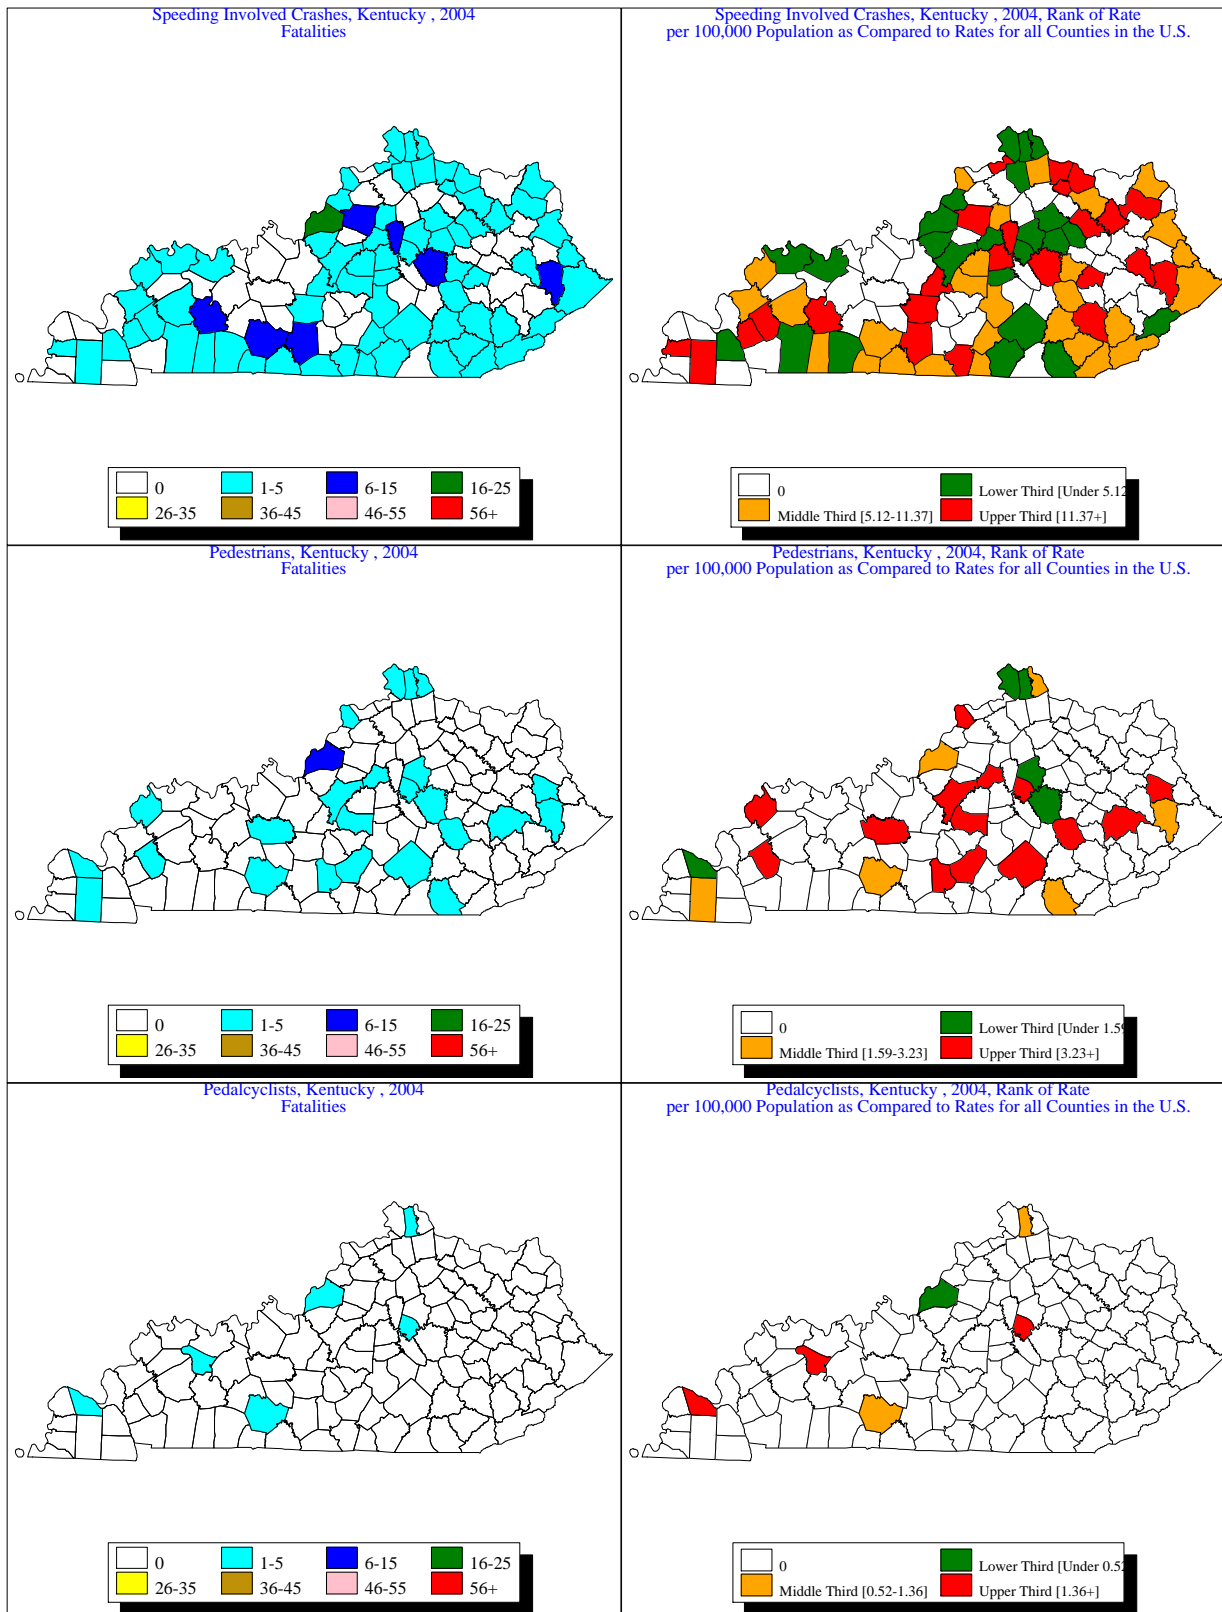 Speeding Involved Crashes, Kentucky , 2004
Fatalities
0
1-5
6-15
16-25
26-35
36-45
46-55
56+
Speeding Involved Crashes, Kentucky , 2004, Rank of Rate
per 100,000 Population as Compared to Rates for all Counties in the U.S.
0
Lower Third [Under 5.12
Middle Third [5.12-11.37]
Upper Third [11.37+]
Pedestrians, Kentucky , 2004
Fatalities
0
1-5
6-15
16-25
26-35
36-45
46-55
56+
Pedestrians, Kentucky , 2004, Rank of Rate
per 100,000 Population as Compared to Rates for all Counties in the U.S.
0
Lower Third [Under 1.59
Middle Third [1.59-3.23]
Upper Third [3.23+]
Pedalcyclists, Kentucky , 2004
Fatalities
0
1-5
6-15
16-25
26-35
36-45
46-55
56+
Pedalcyclists, Kentucky , 2004, Rank of Rate
per 100,000 Population as Compared to Rates for all Counties in the U.S.
0
Lower Third [Under 0.52
Middle Third [0.52-1.36]
Upper Third [1.36+]